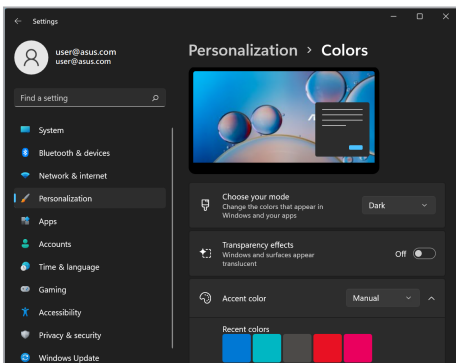 Settings
user@asus.com
user@asus.com
Find a setting
System
Bluetooth & devices
Network & internet
Personalization
Apps
Accounts
Time & language
Gaming
Accessibility
Privacy & security
Windows Update
Personalization > Colors
Choose your mode
Change the colors that appear in
Windows and your apps
Dark
Transparency effects
Windows and surfaces appear
translucent
Off
Accent color
Manual
Recent colors